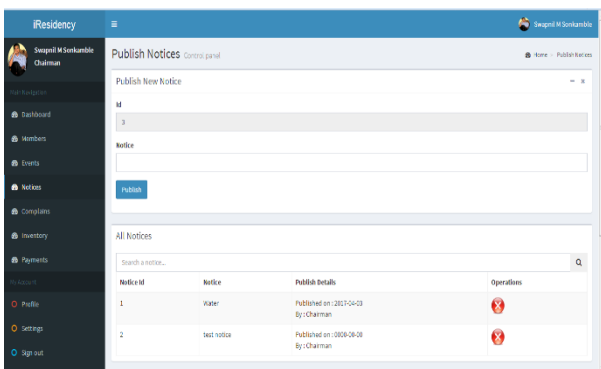 iResidency
Swapnil M Sonkamble
Swapnil M Sonkamble
Chairman
Main Navigation
Dashboard
Members
Events
Notices
Complains
Inventory
Payments
Profile
Settings
Sign out
Publish Notices Control panel
Home > Publish Notices
Publish New Notice
Id
3
Notice
Publish
All Notices
Search a notice...
Notice Id Notice Publish Details Operations
1 Water Published on : 2017-04-03
By : Chairman
2 test notice Published on : 0000-00-00
By : Chairman